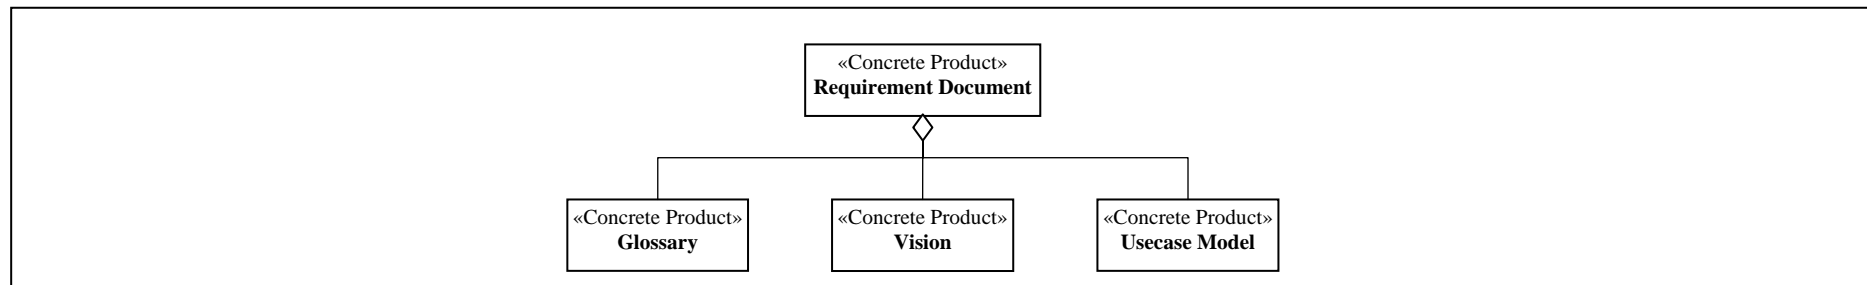 «Concrete Product»
Requirement Document
«Concrete Product»
Glossary
«Concrete Product»
Vision
«Concrete Product»
Usecase Model